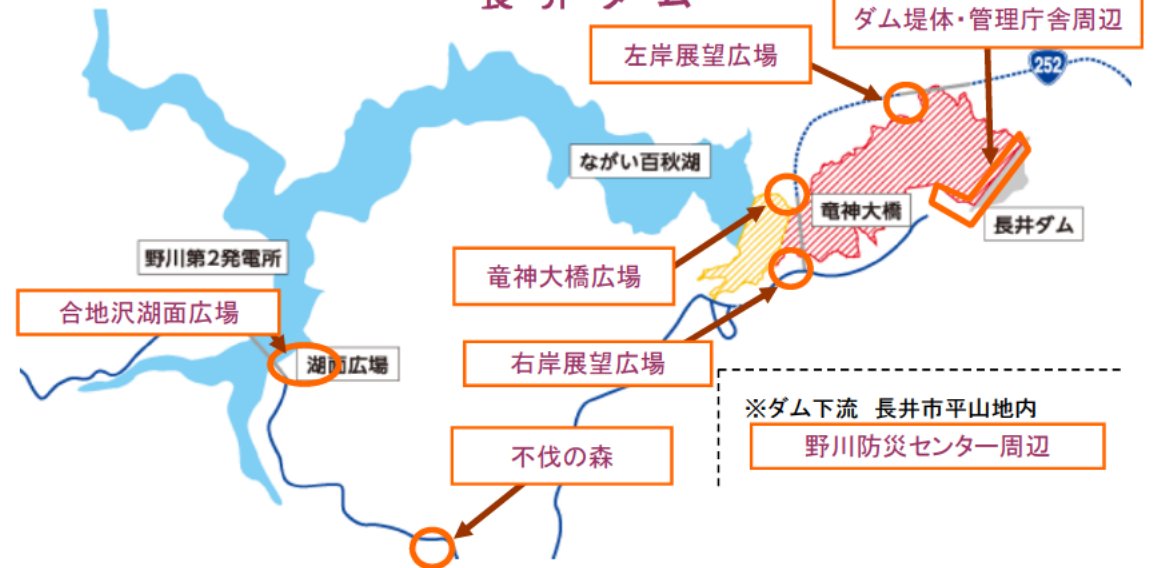 長井ダム
ダム堤体・管理庁舎周辺
左岸展望広場
252
ながい百秋湖
竜神大橋
長井ダム
野川第2発電所
竜神大橋広場
合地沢湖面広場
湖面広場
右岸展望広場
※ダム下流 長井市平山地内
野川防災センター周辺
不伐の森